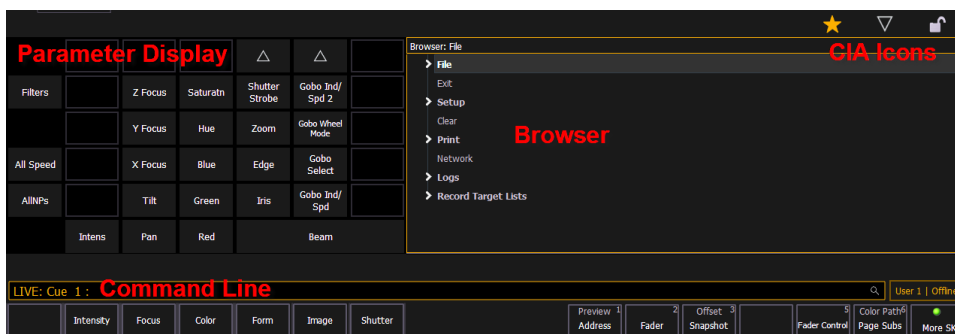 Parameter Display
Filters
Z Focus
Saturatn
Shutter
Strobe
Gobo Ind/
Spd 2
Y Focus
Hue
Zoom
Gobo Wheel
Mode
All Speed
X Focus
Blue
Edge
Gobo
Select
AllNPs
Tilt
Green
Iris
Gobo Ind/
Spd
Intens
Pan
Red
Beam
CIA Icons
Browser: File
File
Exit
Setup
Clear
Print
Network
Logs
Record Target Lists
Browser
LIVE: Cue 1 :
Command Line
User 1 | Offline
Intensity
Focus
Color
Form
Image
Shutter
Preview 1
Address
2
Fader
Offset 3
Snapshot
5
Fader Control
Color Path 6
Page Subs
More SK